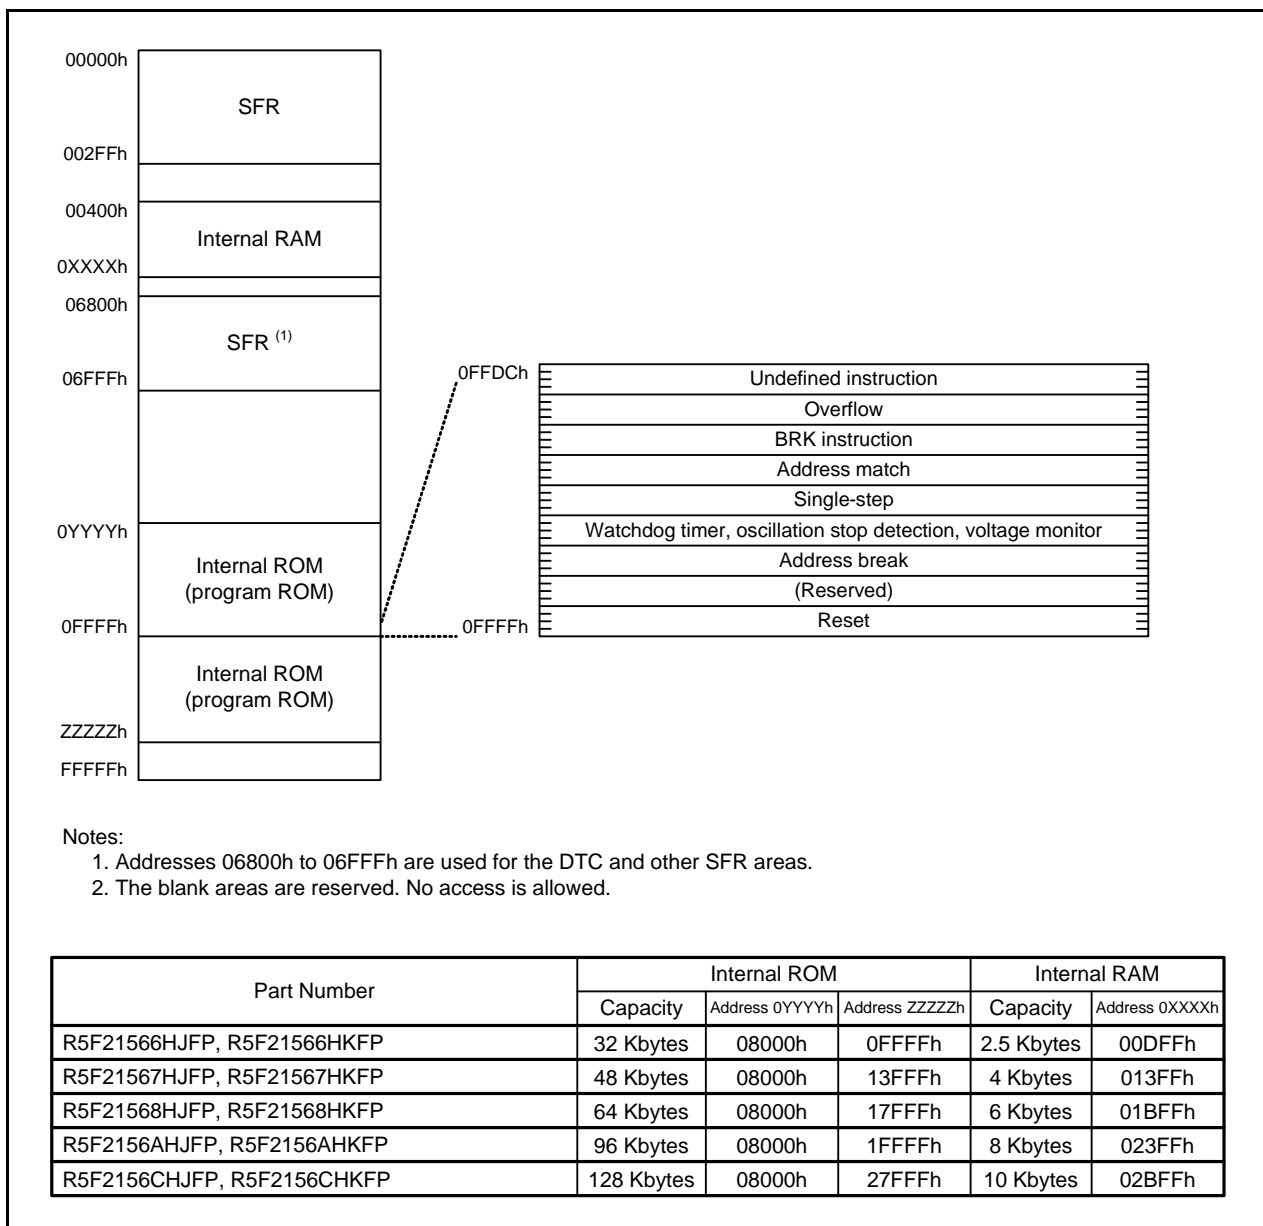 00000h
SFR
002FFh
00400h
Internal RAM
0XXXXh
06800h
SFR (1)
06FFFh
0YYYYh
Internal ROM
(program ROM)
0FFFFh
Internal ROM
(program ROM)
ZZZZZh
FFFFFh
0FFDCh
Undefined instruction
Overflow
BRK instruction
Address match
Single-step
Watchdog timer, oscillation stop detection, voltage monitor
Address break
(Reserved)
0FFFFh
Reset
Notes:
1. Addresses 06800h to 06FFFh are used for the DTC and other SFR areas.
2. The blank areas are reserved. No access is allowed.
Part Number Internal ROM Internal RAM
Capacity Address 0YYYYh Address ZZZZZh Capacity Address 0XXXXh
R5F21566HJFP, R5F21566HKFP 32 Kbytes 08000h 0FFFFh 2.5 Kbytes 00DFFh
R5F21567HJFP, R5F21567HKFP 48 Kbytes 08000h 13FFFh 4 Kbytes 013FFh
R5F21568HJFP, R5F21568HKFP 64 Kbytes 08000h 17FFFh 6 Kbytes 01BFFh
R5F2156AHJFP, R5F2156AHKFP 96 Kbytes 08000h 1FFFFh 8 Kbytes 023FFh
R5F2156CHJFP, R5F2156CHKFP 128 Kbytes 08000h 27FFFh 10 Kbytes 02BFFh